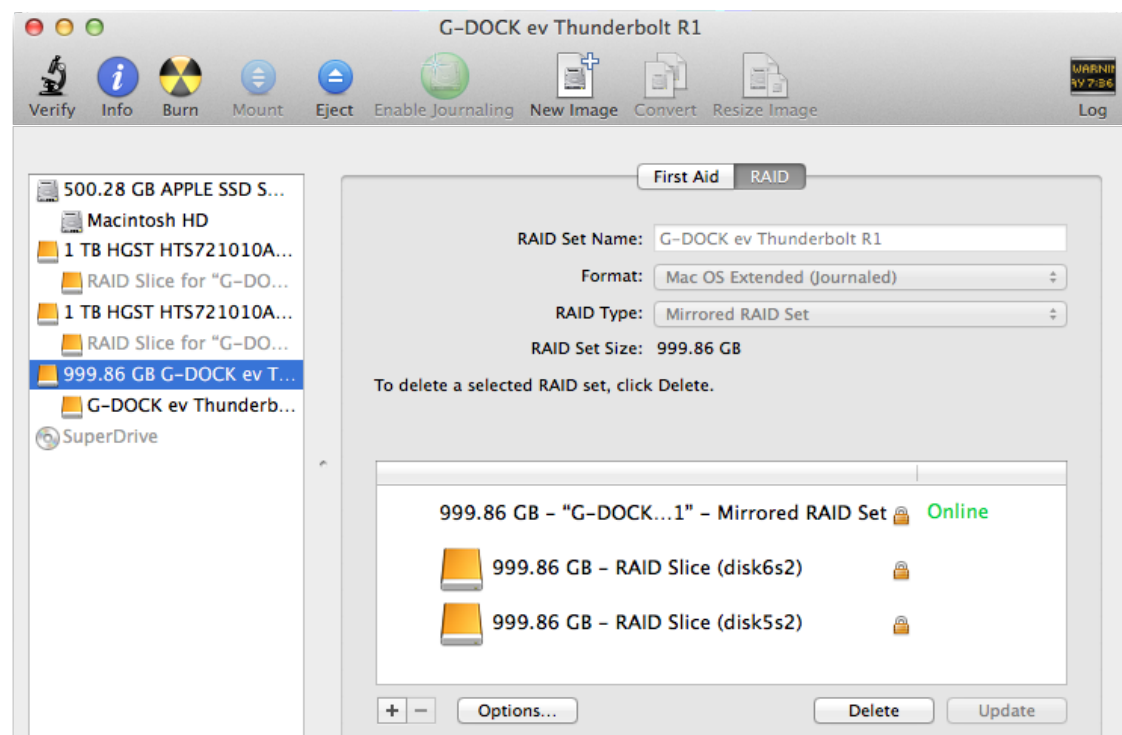 G-DOCK ev Thunderbolt R1
WARNIN
AY 7:36
Verify Info Burn Mount Eject Enable Journaling New Image Convert Resize Image Log
500.28 GB APPLE SSD S...
Macintosh HD
1 TB HGST HTS721010A...
RAID Slice for “G-DO...
1 TB HGST HTS721010A...
RAID Slice for “G-DO...
999.86 GB G-DOCK ev T...
G-DOCK ev Thunderb...
SuperDrive
First Aid RAID
RAID Set Name: G-DOCK ev Thunderbolt R1
Format: Mac OS Extended (Journaled)
RAID Type: Mirrored RAID Set
RAID Set Size: 999.86 GB
To delete a selected RAID set, click Delete.
999.86 GB - “G-DOCK...1” - Mirrored RAID Set Online
999.86 GB - RAID Slice (disk6s2)
999.86 GB - RAID Slice (disk5s2)
+ - Options... Delete Update